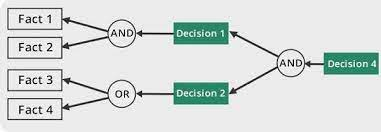 Fact 1
Fact 2
AND
Decision 1
AND
Decision 4
Fact 3
Fact 4
OR
Decision 2